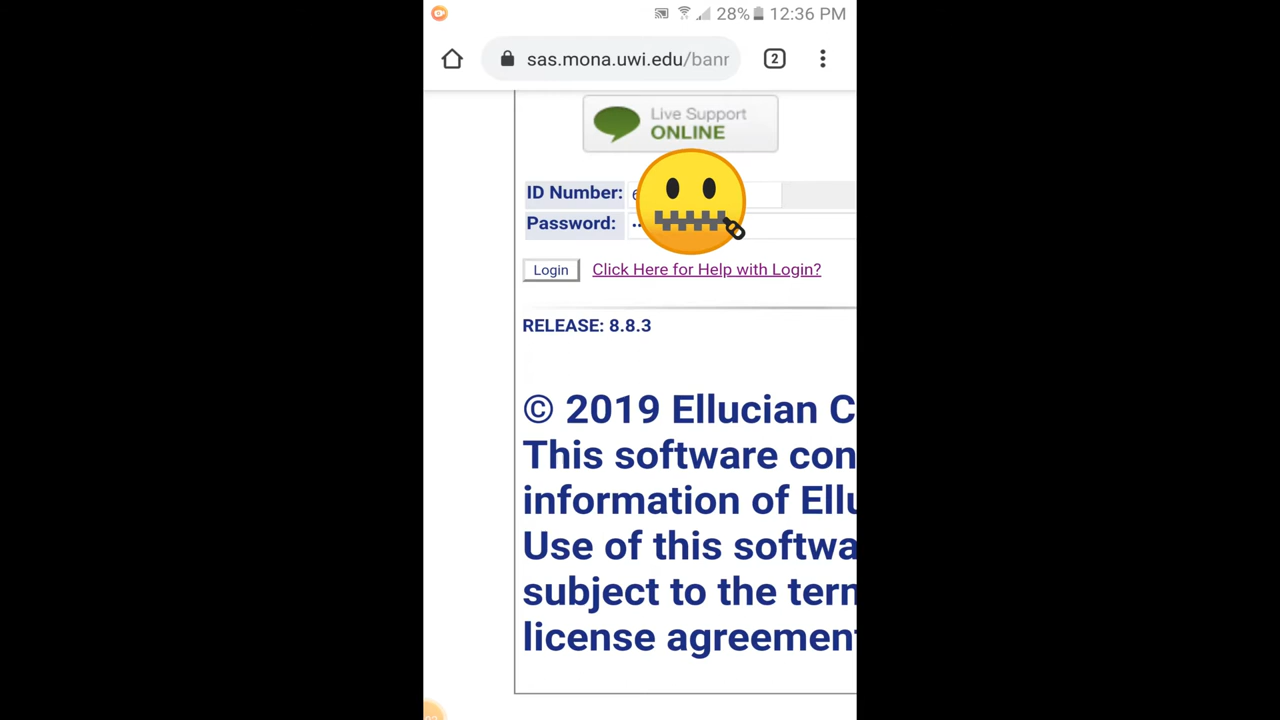 28% 12:36 PM
sas.mona.uwi.edu/banr
2
Live Support
ONLINE
ID Number: 6
Password: ••
Login Click Here for Help with Login?
RELEASE: 8.8.3
© 2019 Ellucian C
This software con
information of Ellu
Use of this softwa
subject to the tern
license agreement